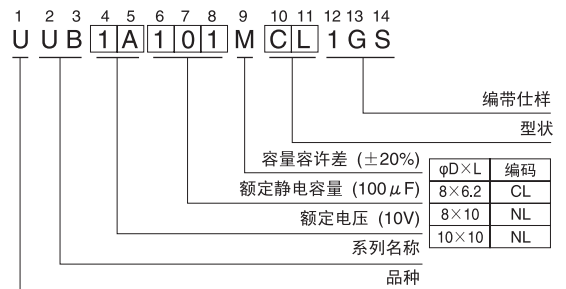 1 2 3 4 5 6 7 8 9 10 11 12 13 14
U U B 1 A 1 0 1 M C L 1 G S
编带仕样
型状
容量容许差 (±20%)
额定静电容量 (100μF)
额定电压 (10V)
系列名称
品种
φD×L 编码
8×6.2 CL
8×10 NL
10×10 NL